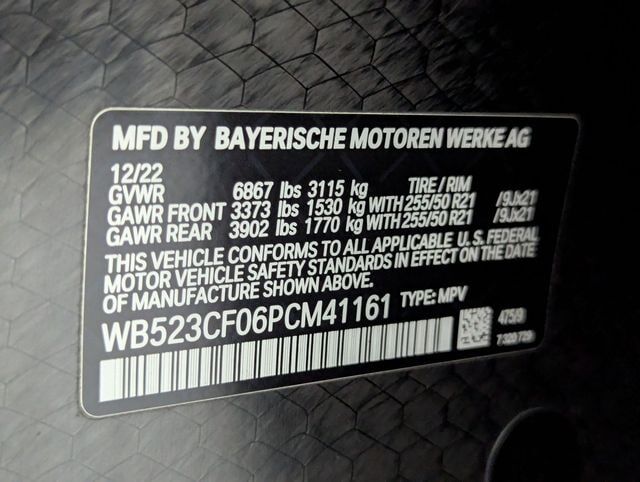 MFD BY BAYERISCHE MOTOREN WERKE AG
12/22
GVWR 6867 lbs 3115 kg TIRE / RIM
GAWR FRONT 3373 lbs 1530 kg WITH 255/50 R21 /9Jx21
GAWR REAR 3902 lbs 1770 kg WITH 255/50 R21 /9Jx21
THIS VEHICLE CONFORMS TO ALL APPLICABLE U.S. FEDERAL
MOTOR VEHICLE SAFETY STANDARDS IN EFFECT ON THE DATE
OF MANUFACTURE SHOWN ABOVE.
WB523CF06PCM41161 TYPE: MPV